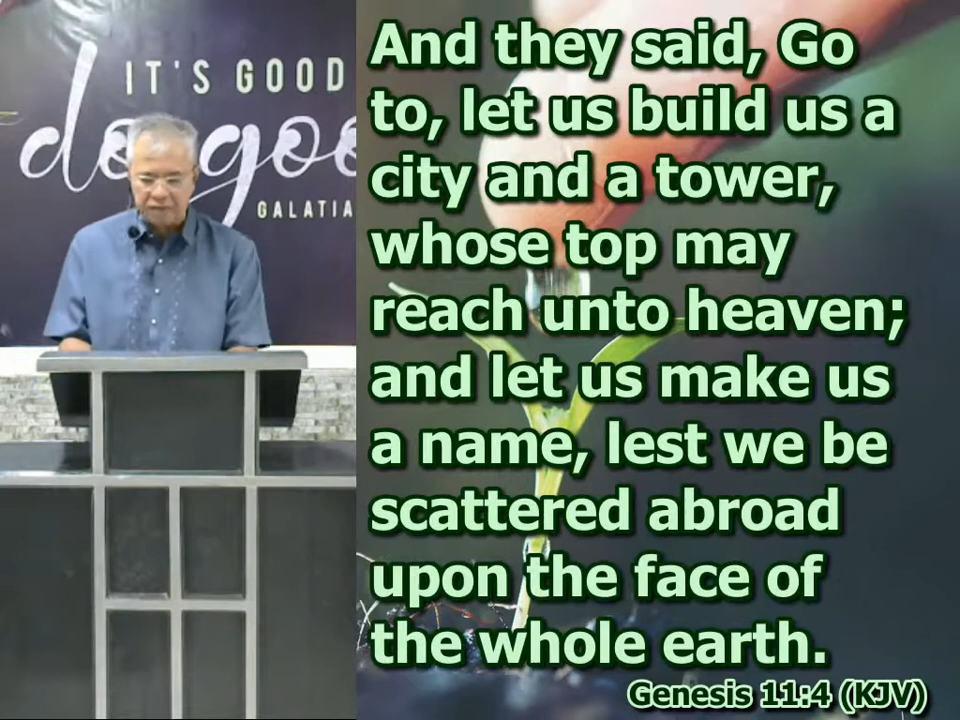 IT'S GOOD
do goo
GALATIA
And they said, Go
to, let us build us a
city and a tower,
whose top may
reach unto heaven;
and let us make us
a name, lest we be
scattered abroad
upon the face of
the whole earth.
Genesis 11:4 (KJV)